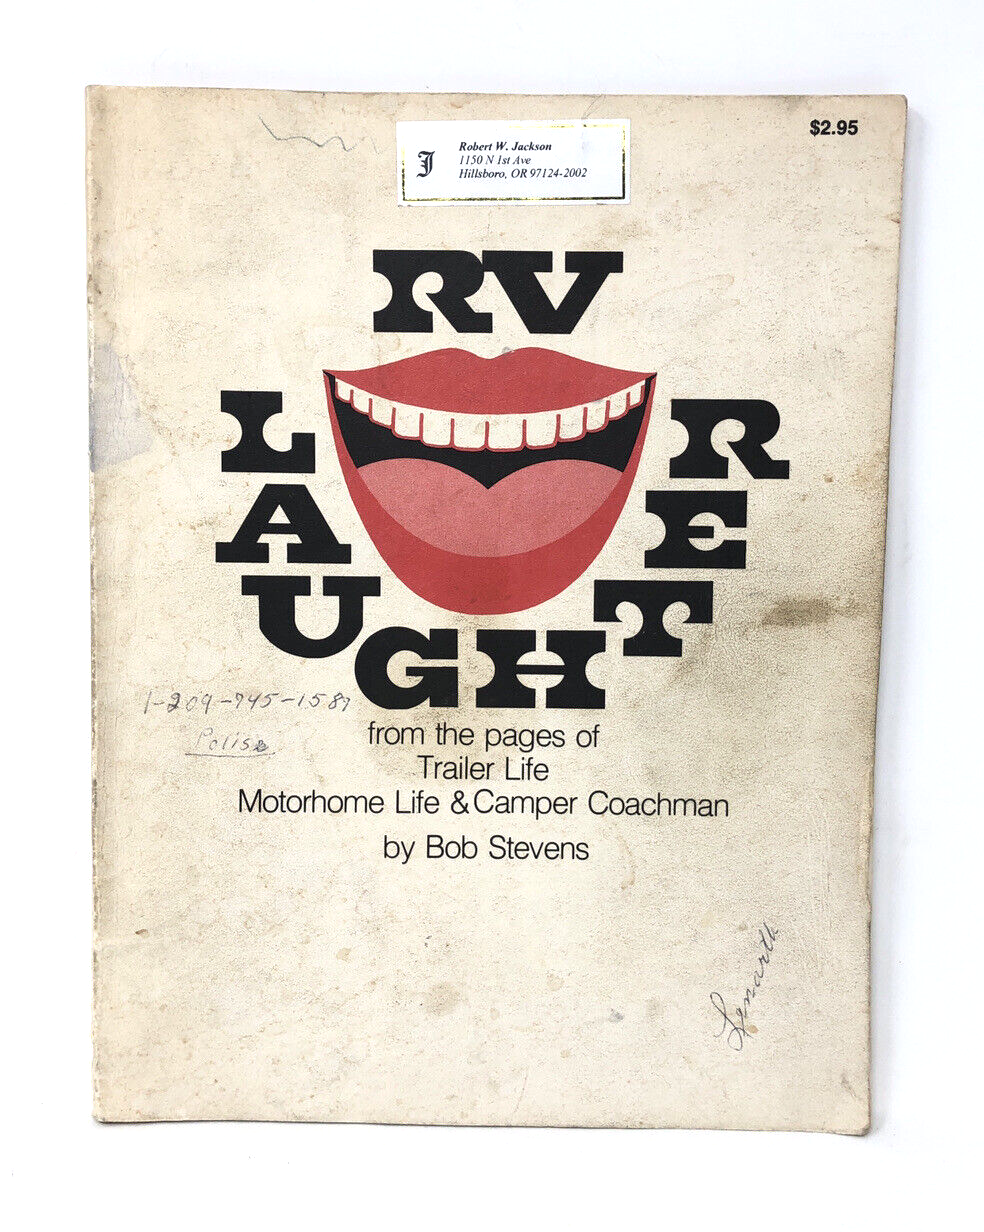 $2.95
J
Robert W. Jackson
1150 N 1st Ave
Hillsboro, OR 97124-2002
RV
LAUGHTER
1-209-745-1587
from the pages of
Trailer Life
Motorhome Life & Camper Coachman
by Bob Stevens